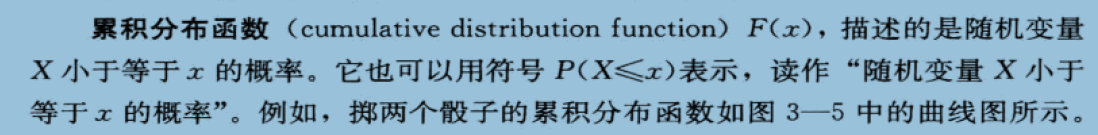 累积分布函数（cumulative distribution function）F(x)，描述的是随机变量
X 小于等于 x 的概率。它也可以用符号 P(X≤x)表示，读作“随机变量 X 小于
等于 x 的概率”。例如，掷两个骰子的累积分布函数如图 3—5 中的曲线图所示。